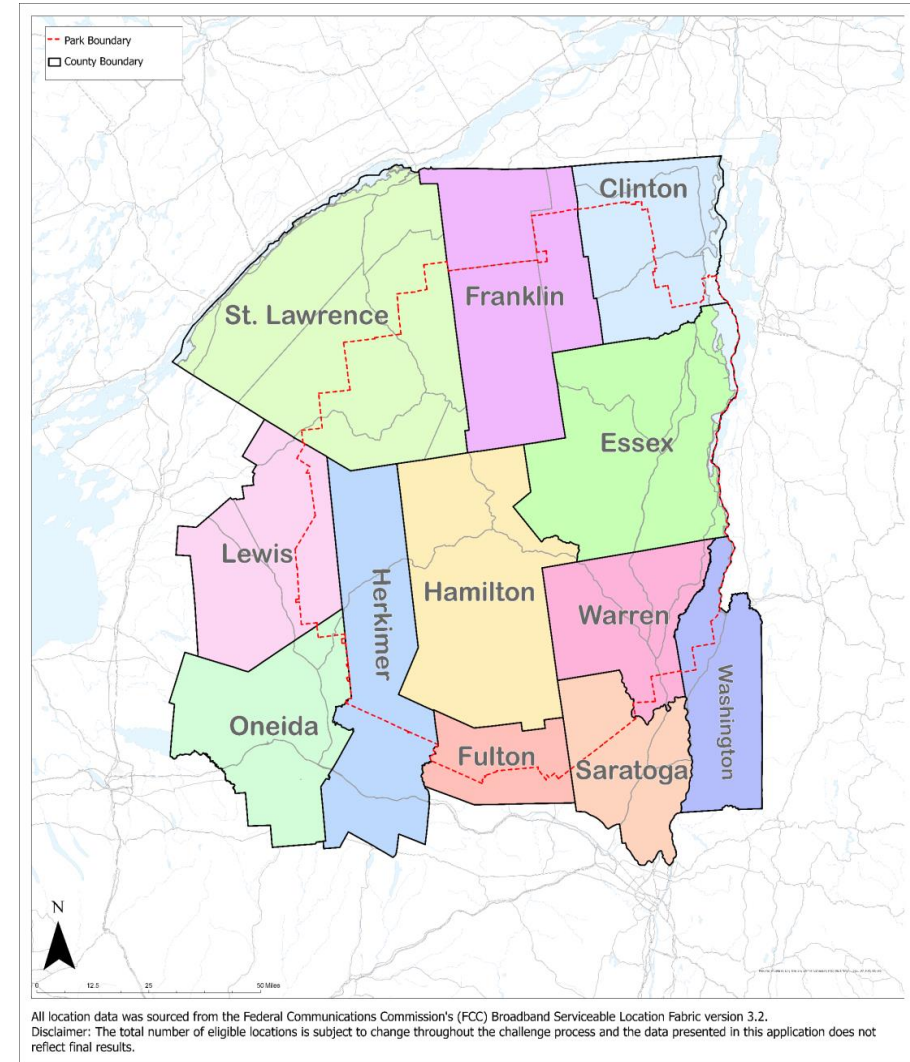 Park Boundary
County Boundary
Clinton
Franklin
St. Lawrence
Essex
Lewis
Herkimer
Hamilton
Warren
Washington
Oneida
Fulton
Saratoga
N
0 12.5 25 50 Miles
All location data was sourced from the Federal Communications Commission's (FCC) Broadband Serviceable Location Fabric version 3.2.
Disclaimer: The total number of eligible locations is subject to change throughout the challenge process and the data presented in this application does not
reflect final results.